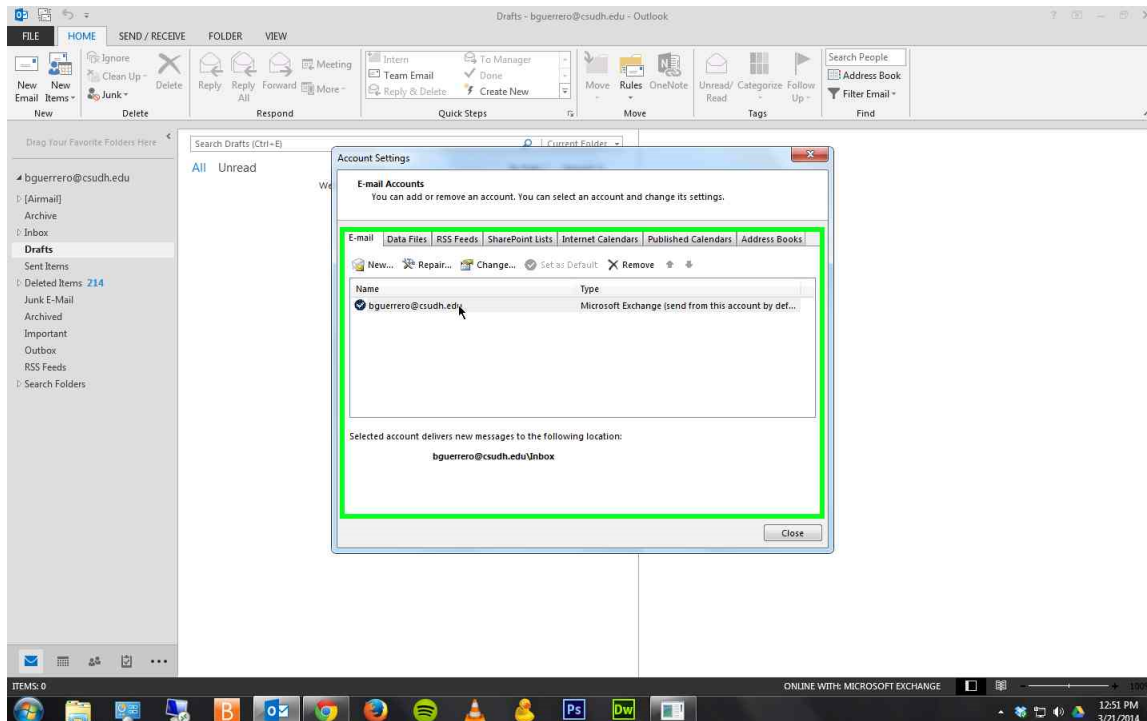 Drafts - bguerrero@csudh.edu - Outlook
FILE HOME SEND / RECEIVE FOLDER VIEW
New Email
New Items
Ignore
Clean Up
Junk
Delete
Reply
Reply All
Forward
Meeting
More
Intern
Team Email
Reply & Delete
To Manager
Done
Create New
Move
Rules
OneNote
Unread/ Read
Categorize
Follow Up
Search People
Address Book
Filter Email
New Delete Respond Quick Steps Move Tags Find
Drag Your Favorite Folders Here
bguerrero@csudh.edu
[Airmail]
Archive
Inbox
Drafts
Sent Items
Deleted Items 214
Junk E-Mail
Archived
Important
Outbox
RSS Feeds
Search Folders
Search Drafts (Ctrl+E)
Current Folder
All Unread
We
Account Settings
E-mail Accounts
You can add or remove an account. You can select an account and change its settings.
E-mail Data Files RSS Feeds SharePoint Lists Internet Calendars Published Calendars Address Books
New... Repair... Change... Set as Default Remove
Name Type
bguerrero@csudh.edu Microsoft Exchange (send from this account by def...
Selected account delivers new messages to the following location:
bguerrero@csudh.edu\Inbox
Close
ITEMS: 0
ONLINE WITH: MICROSOFT EXCHANGE
B
Ps
Dw
12:51 PM
3/21/2014